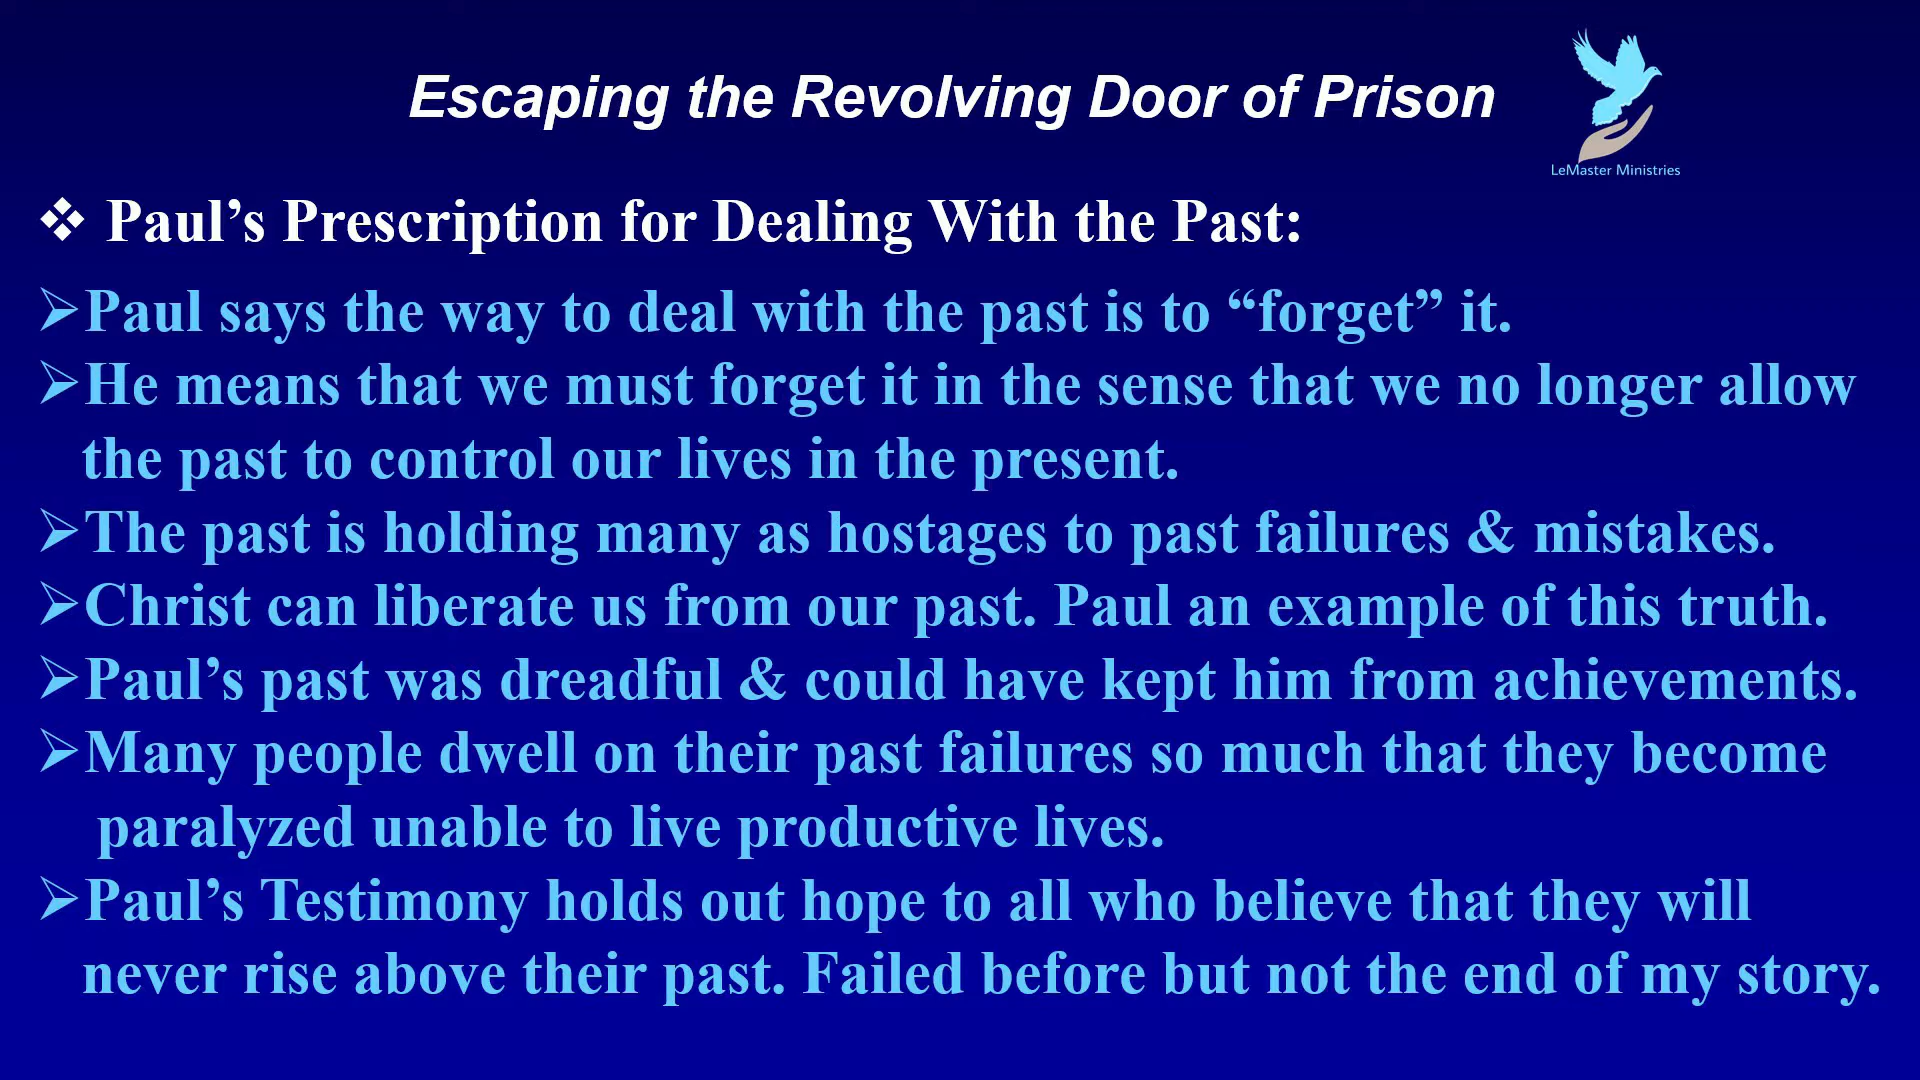 Escaping the Revolving Door of Prison
LeMaster Ministries
❖ Paul’s Prescription for Dealing With the Past:
➢Paul says the way to deal with the past is to “forget” it.
➢He means that we must forget it in the sense that we no longer allow
the past to control our lives in the present.
➢The past is holding many as hostages to past failures & mistakes.
➢Christ can liberate us from our past. Paul an example of this truth.
➢Paul’s past was dreadful & could have kept him from achievements.
➢Many people dwell on their past failures so much that they become
paralyzed unable to live productive lives.
➢Paul’s Testimony holds out hope to all who believe that they will
never rise above their past. Failed before but not the end of my story.